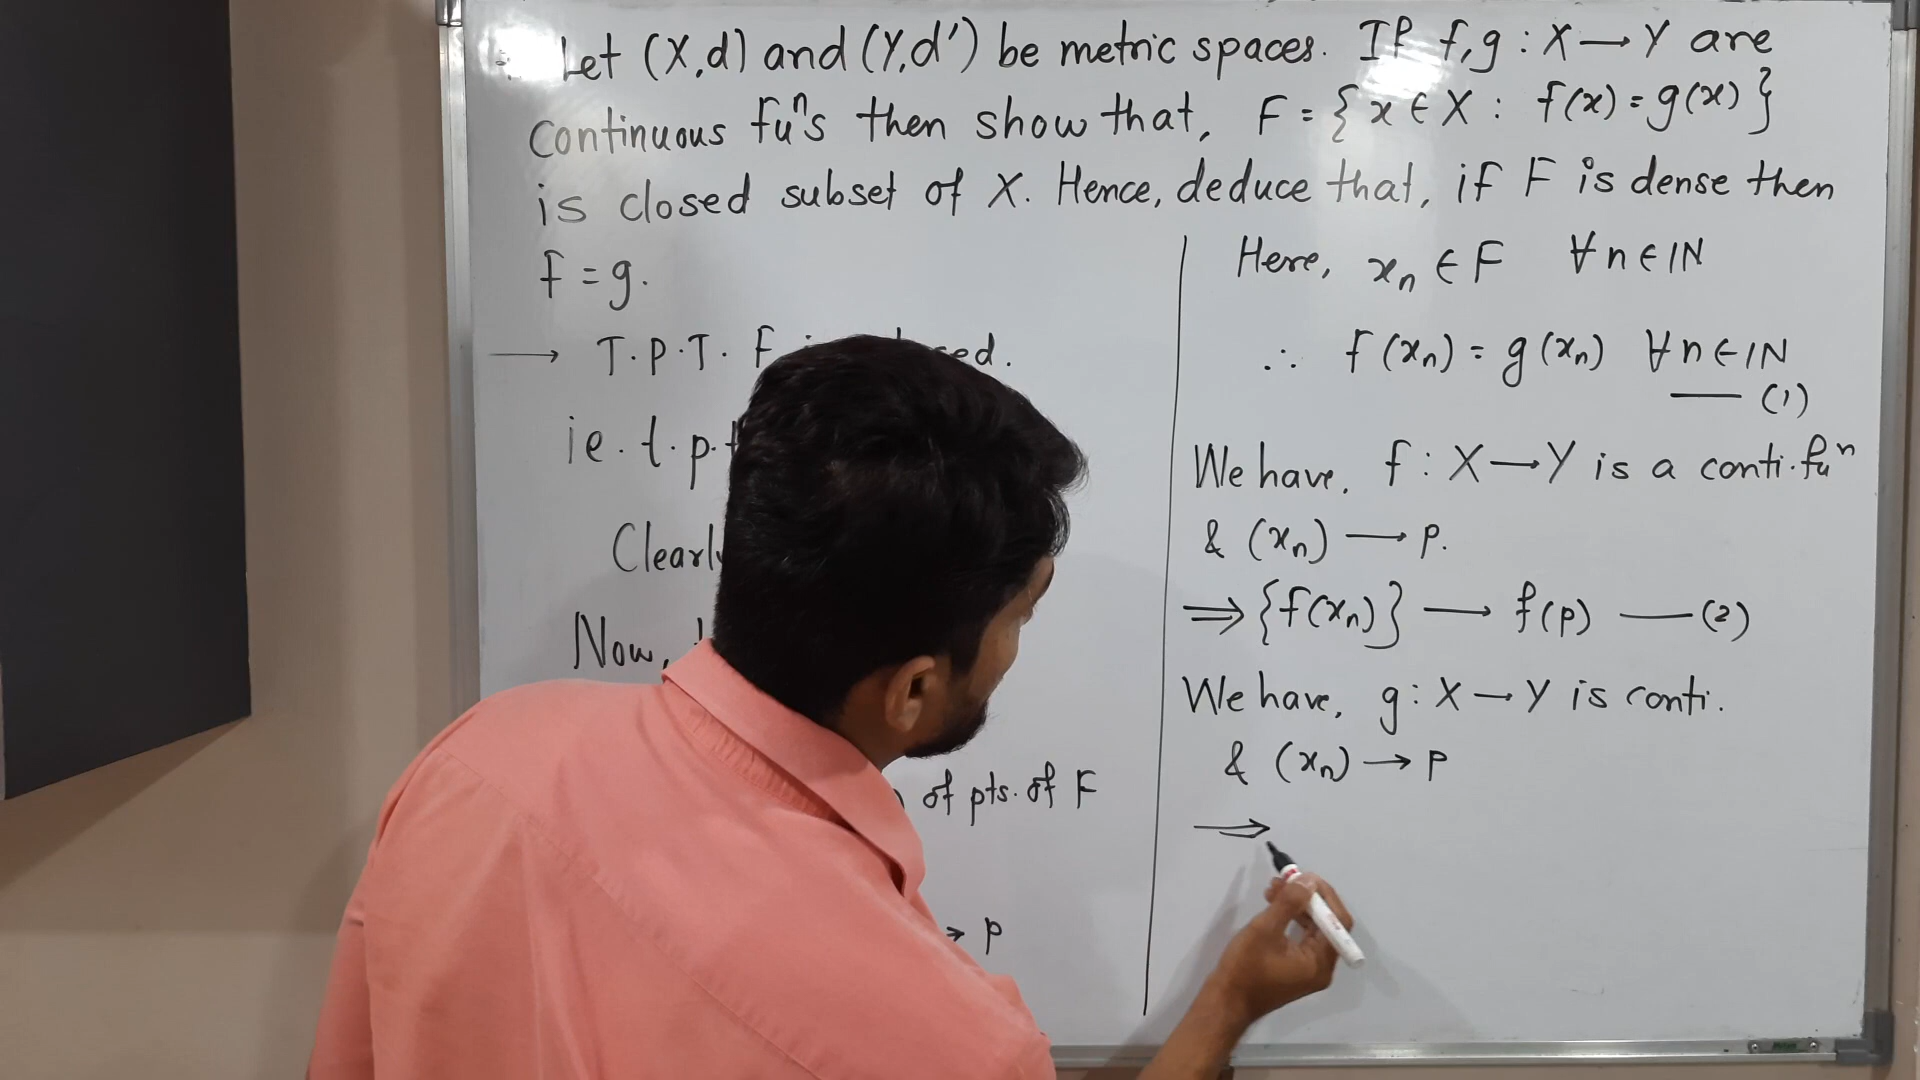 Let (X,d) and (Y,d') be metric spaces. If f,g : X → Y are
continuous fuⁿs then show that, F = {x ∈ X : f(x) = g(x)}
is closed subset of X. Hence, deduce that, if F is dense then
f = g.
→ T.P.T. F
ie. t.p.t
Now,
of pts. of F
→ p
Here, xₙ ∈ F ∀ n ∈ IN
∴ f(xₙ) = g(xₙ) ∀ n ∈ IN
— (1)
We have, f : X → Y is a conti. fuⁿ
& (xₙ) → p.
⇒ {f(xₙ)} → f(p) — (2)
We have, g : X → Y is conti.
& (xₙ) → p
⇒